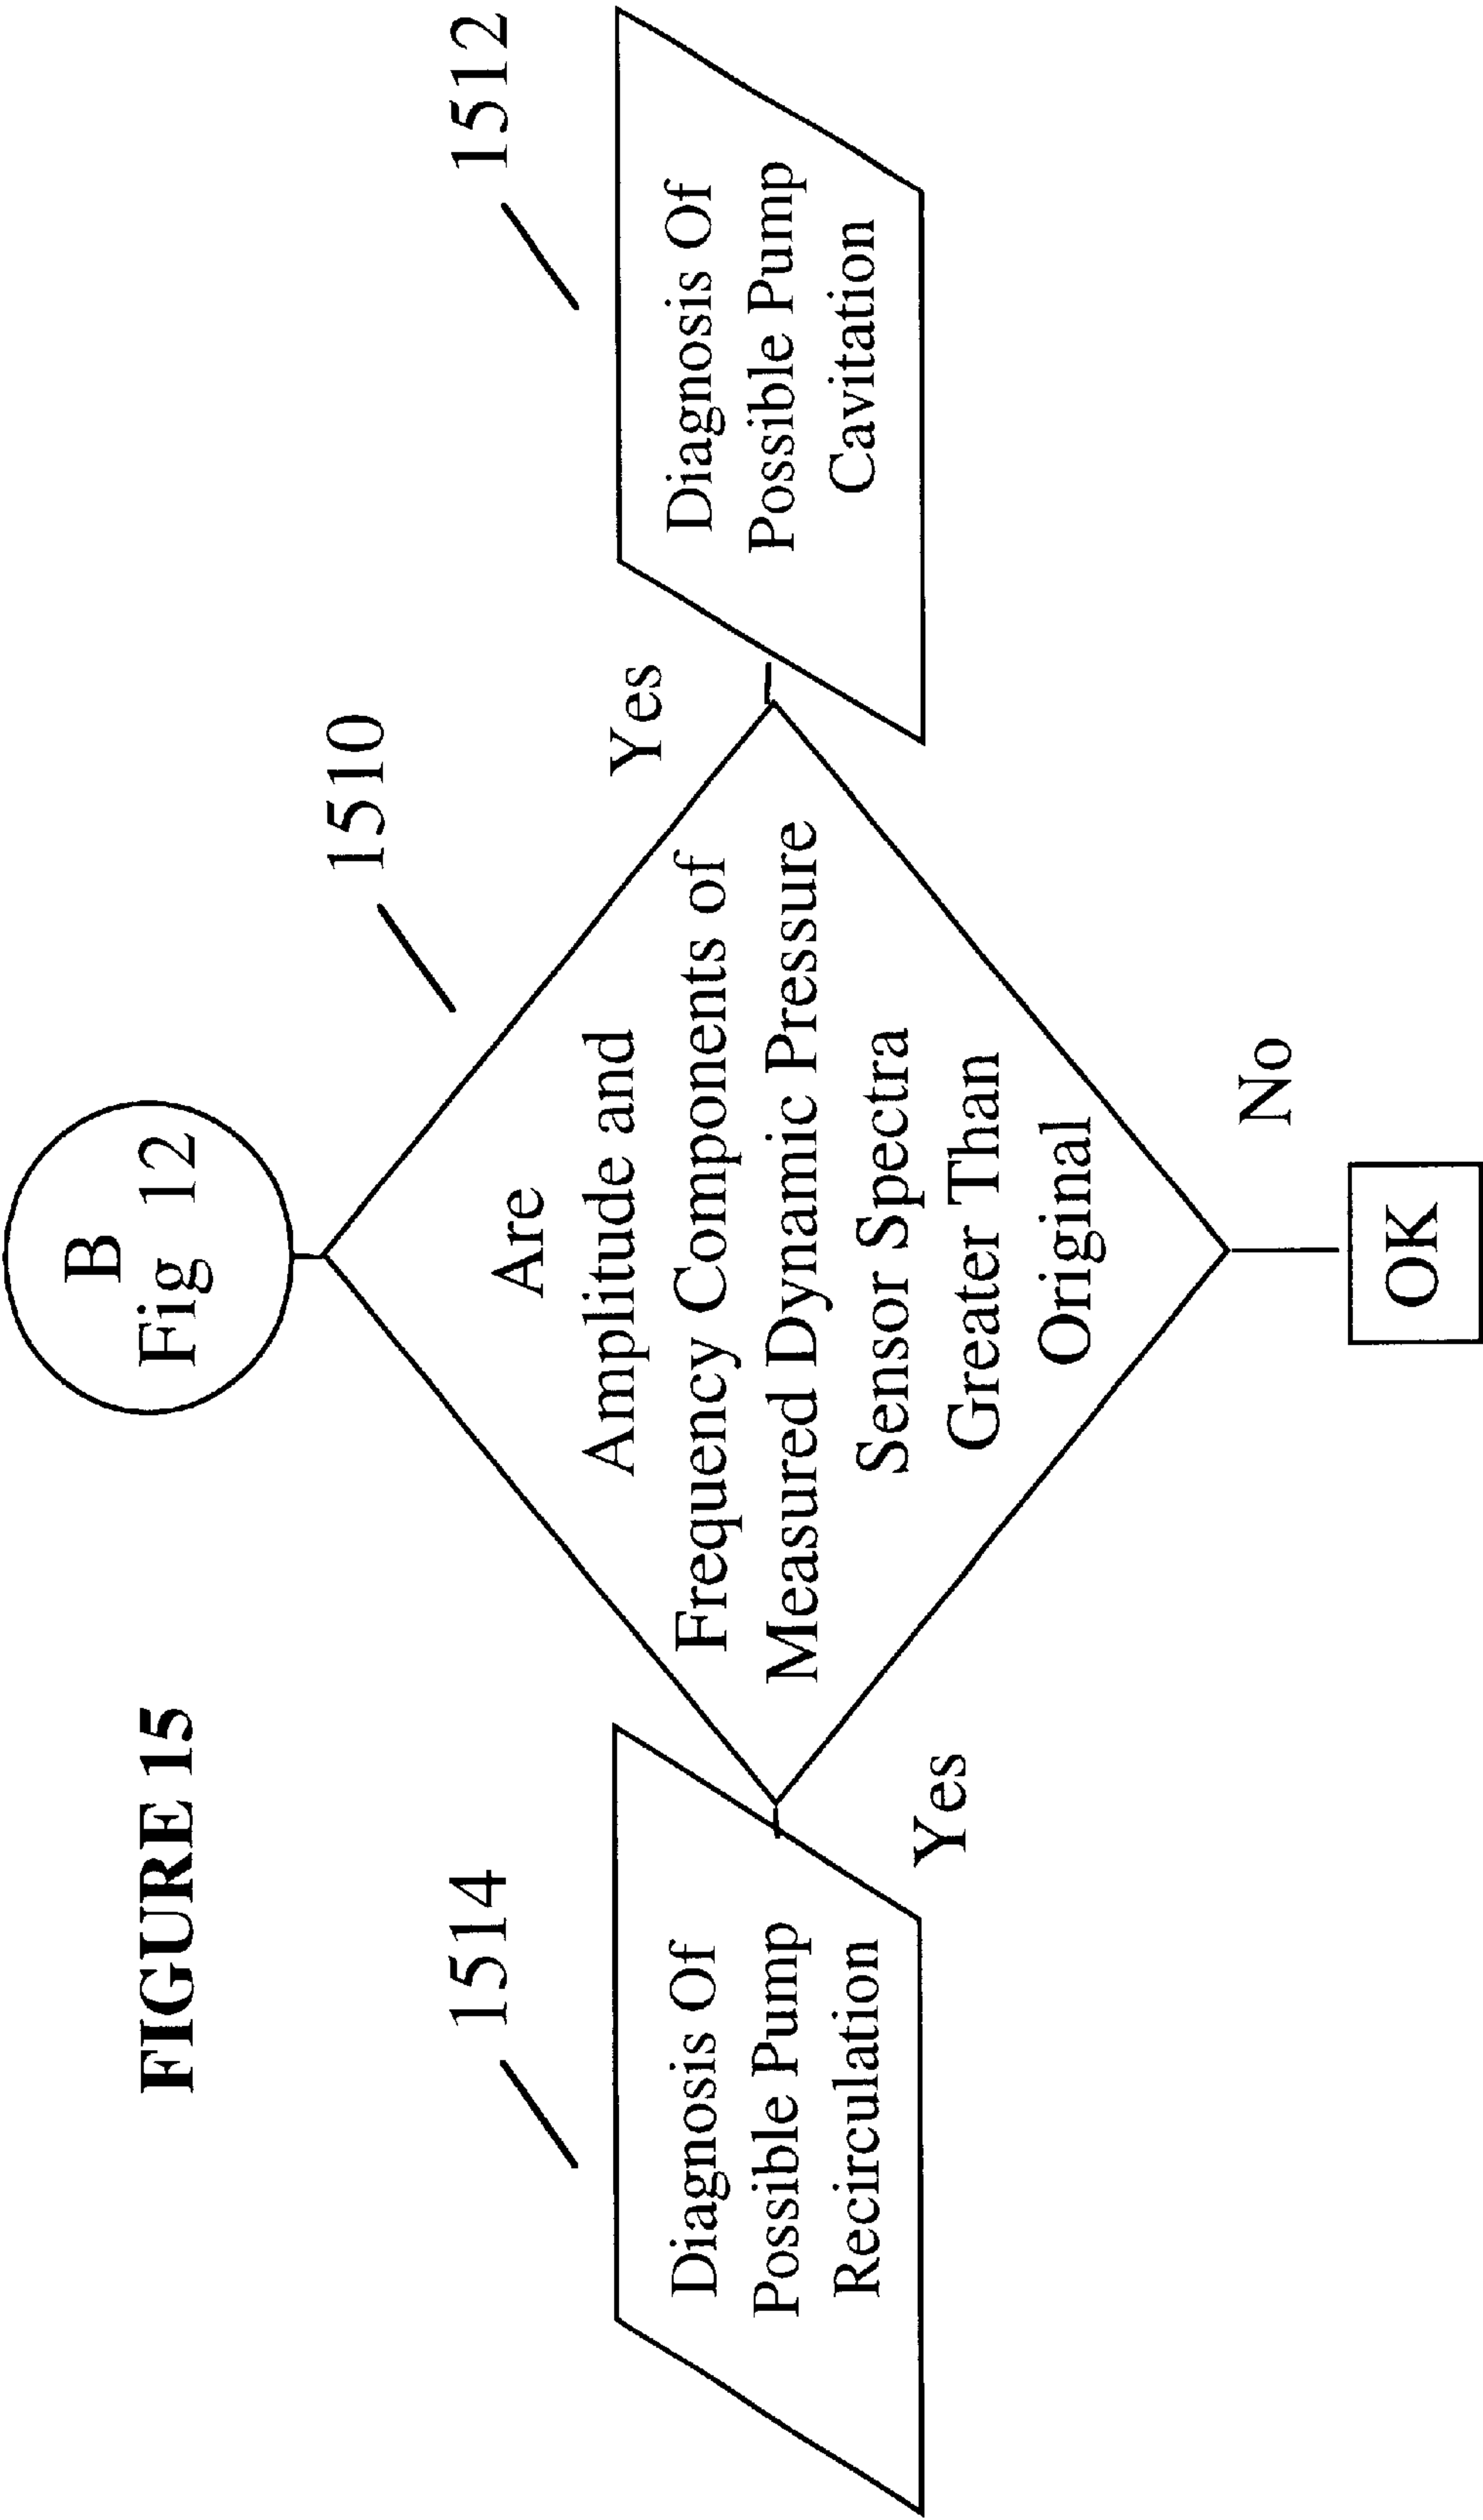 FIGURE 15
B
Fig 12
1510
Are
Amplitude and
Frequency Components of
Measured Dynamic Pressure
Sensor Spectra
Greater Than
Original
Yes
1514
Diagnosis Of
Possible Pump
Recirculation
Yes
1512
Diagnosis Of
Possible Pump
Cavitation
No
OK